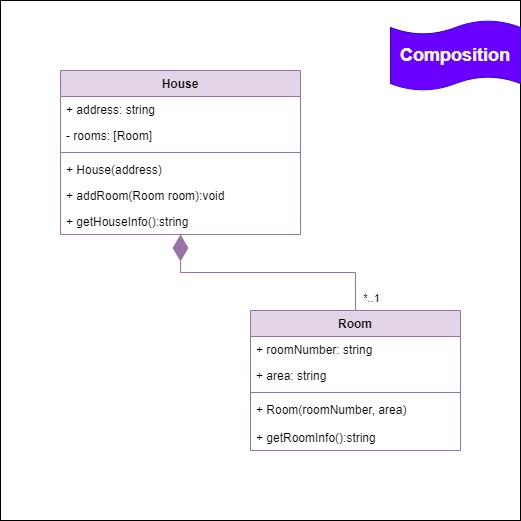 Composition
House
+ address: string
- rooms: [Room]
+ House(address)
+ addRoom(Room room):void
+ getHouseInfo():string
*..1
Room
+ roomNumber: string
+ area: string
+ Room(roomNumber, area)
+ getRoomInfo():string